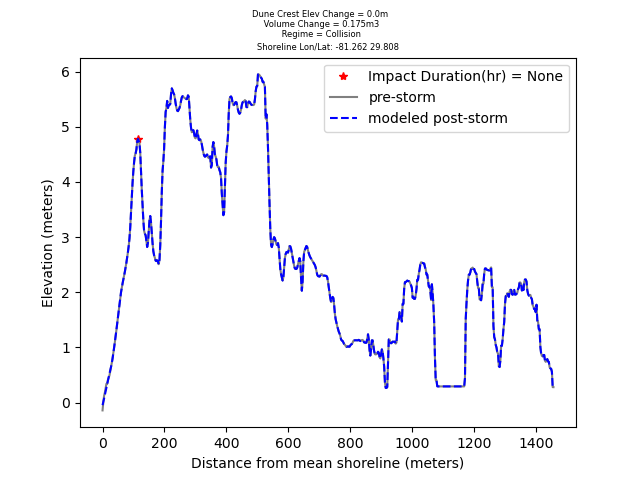 Dune Crest Elev Change = 0.0m
Volume Change = 0.175m3
Regime = Collision
Shoreline Lon/Lat: -81.262 29.808
Impact Duration(hr) = None
pre-storm
modeled post-storm
Elevation (meters)
6
5
4
3
2
1
0
0 200 400 600 800 1000 1200 1400
Distance from mean shoreline (meters)